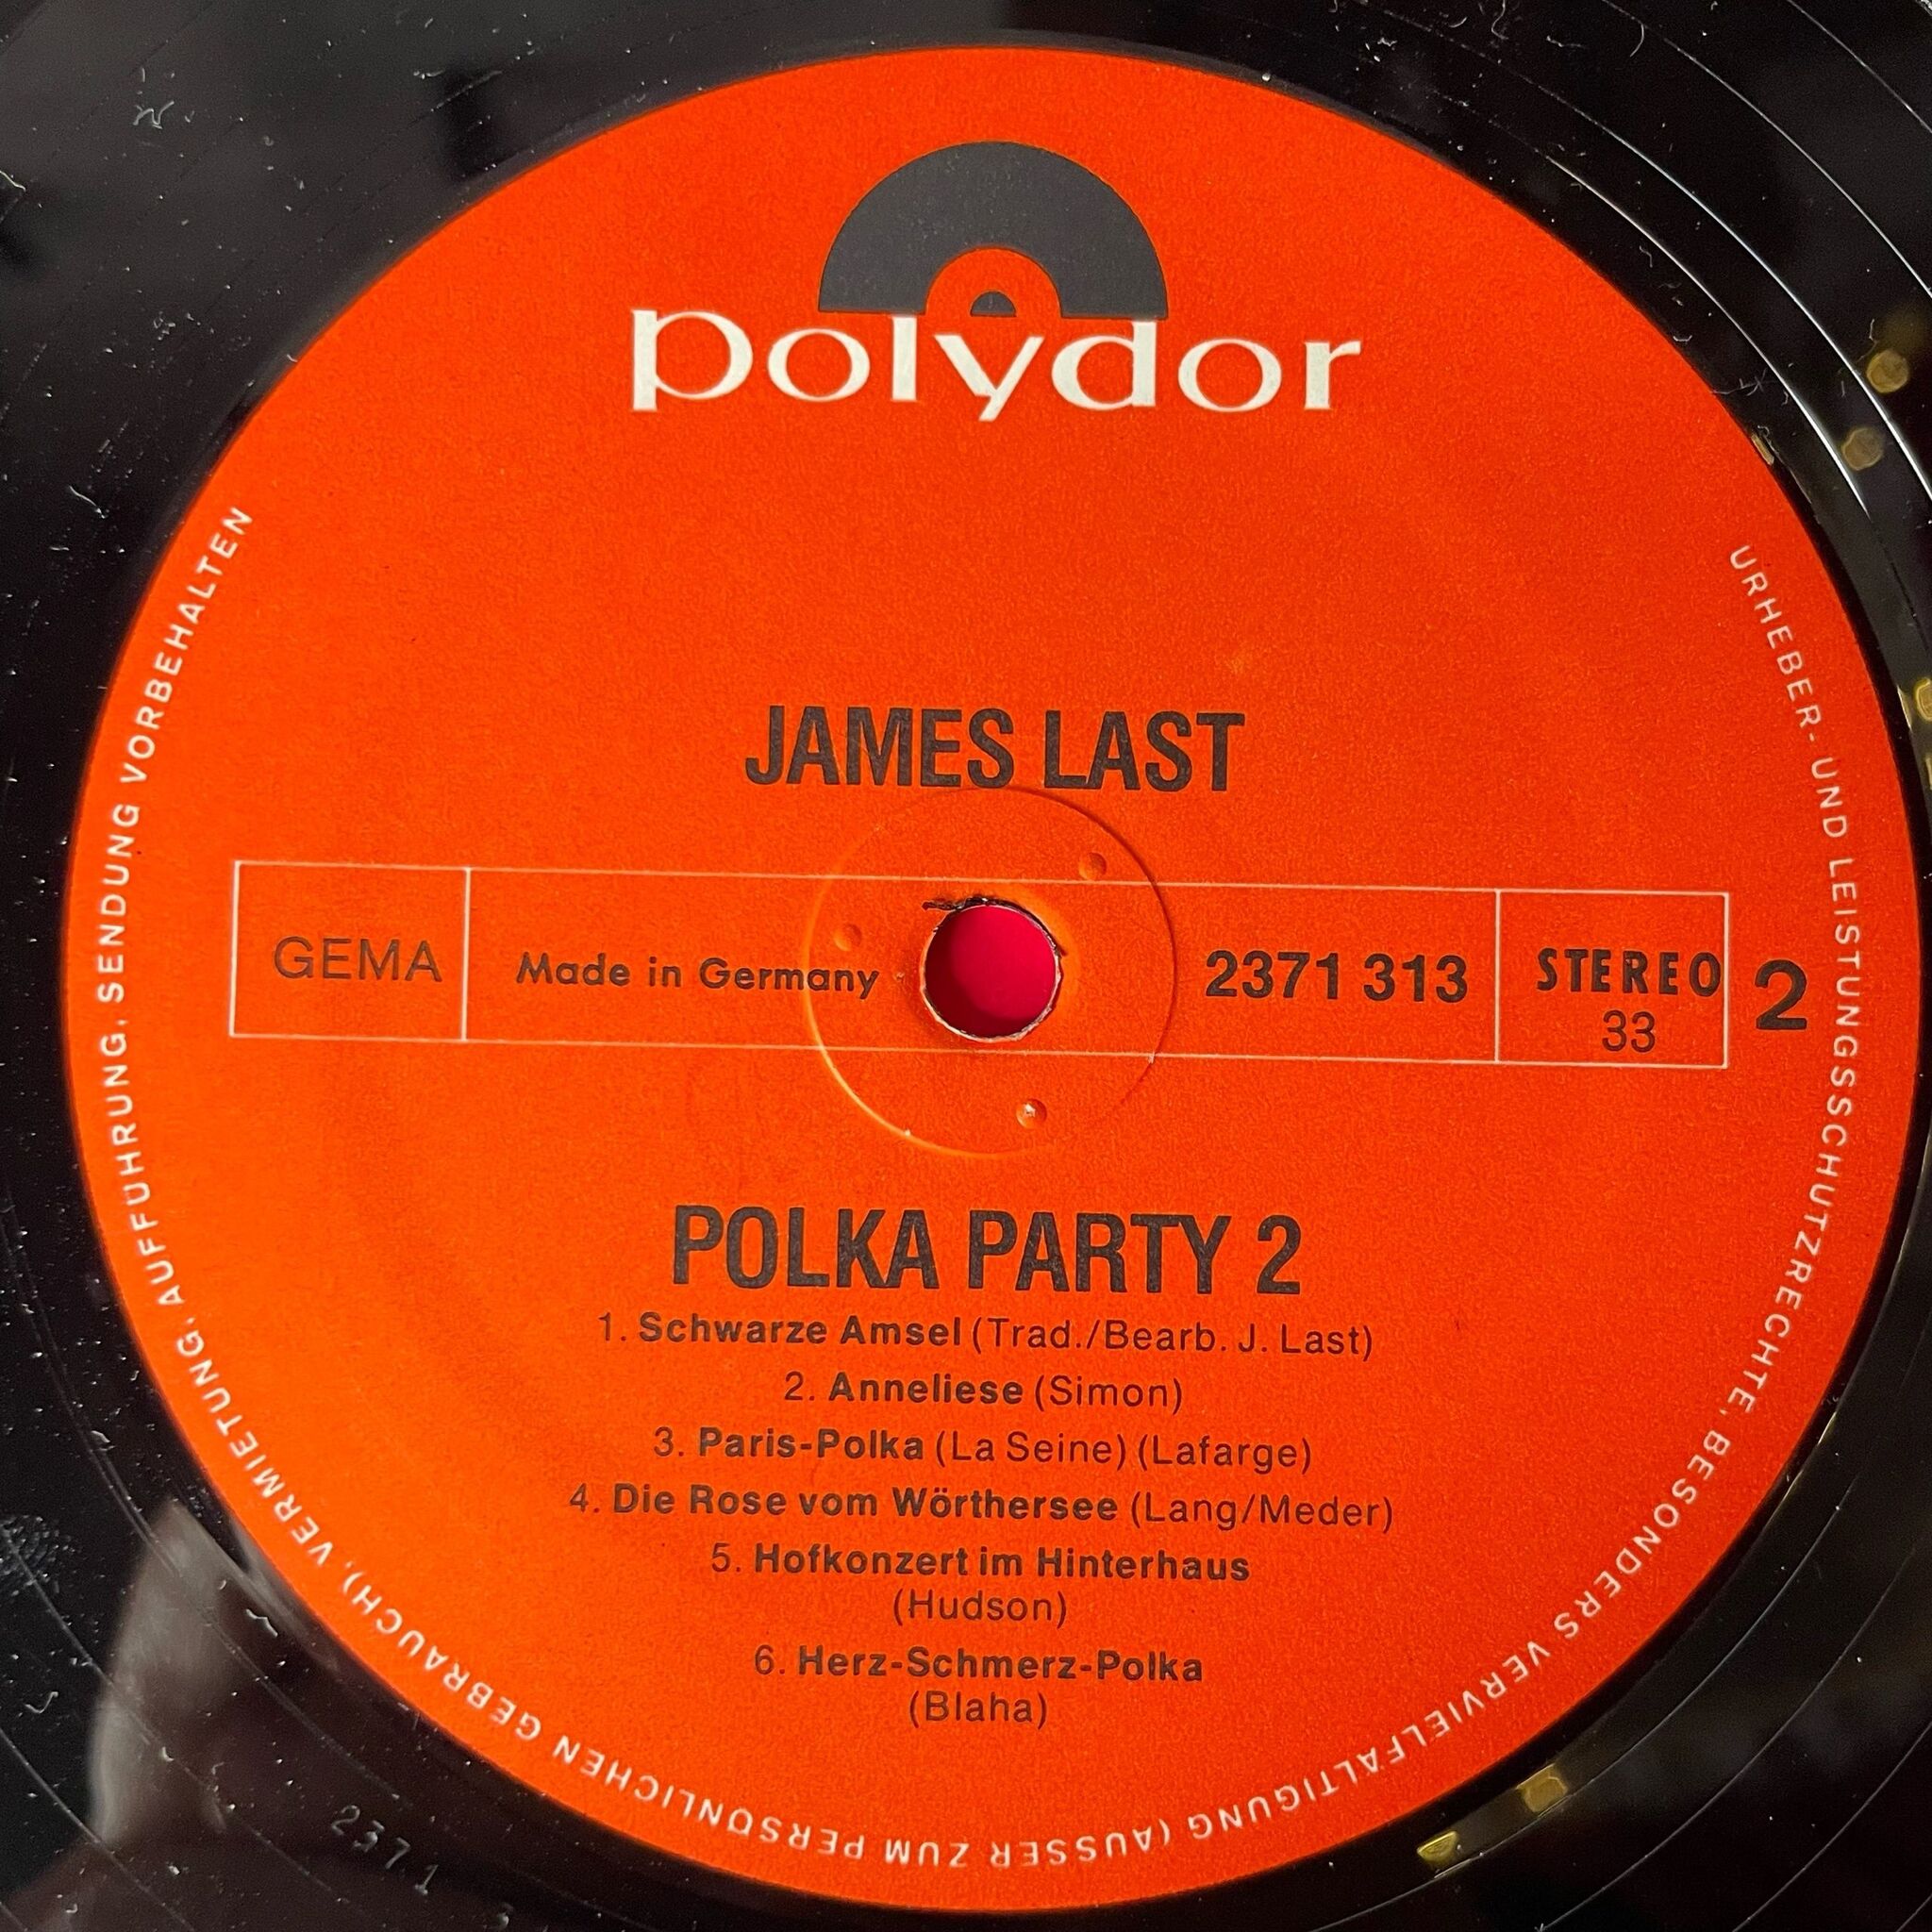 polydor
JAMES LAST
GEMA
Made in Germany
2371 313
STEREO
33
2
POLKA PARTY 2
1. Schwarze Amsel (Trad./Bearb. J. Last)
2. Anneliese (Simon)
3. Paris-Polka (La Seine) (Lafarge)
4. Die Rose vom Wörthersee (Lang/Meder)
5. Hofkonzert im Hinterhaus
(Hudson)
6. Herz-Schmerz-Polka
(Blaha)
URHEBER- UND LEISTUNGSSCHUTZRECHTE, BESONDERS VERVIELFÄLTIGUNG (AUSSER ZUM PERSÖNLICHEN GEBRAUCH), VERMIETUNG, AUFFÜHRUNG, SENDUNG VORBEHALTEN
2371